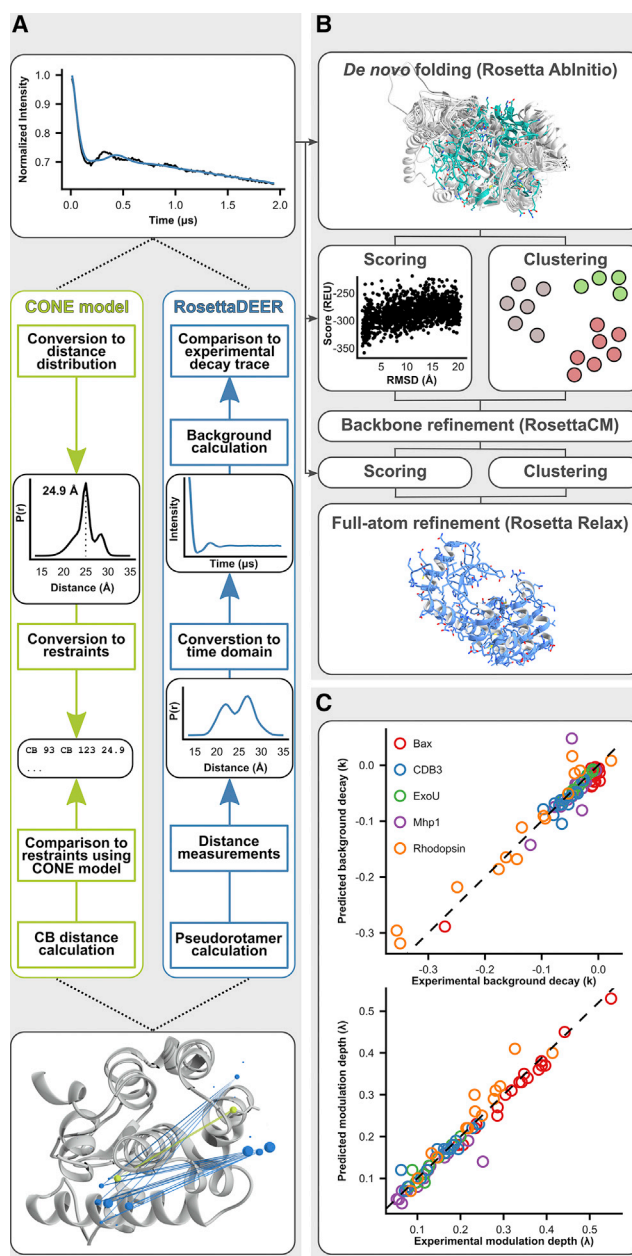 A
1.0
0.9
0.8
0.7
Normalized Intensity
0.0 0.5 1.0 1.5 2.0
Time (µs)
CONE model
Conversion to
distance
distribution
24.9 Å
P(r)
15 20 25 30 35
Distance (Å)
Conversion to
restraints
CB 93 CB 123 24.9
...
Comparison to
restraints using
CONE model
CB distance
calculation
RosettaDEER
Comparison to
experimental
decay trace
Background
calculation
Intensity
Time (µs)
Converstion to
time domain
P(r)
15 20 25 30 35
Distance (Å)
Distance
measurements
Pseudorotamer
calculation
B
De novo folding (Rosetta AbInitio)
Scoring
-250
-300
-350
Score (REU)
5 10 15 20
RMSD (Å)
Clustering
Backbone refinement (RosettaCM)
Scoring
Clustering
Full-atom refinement (Rosetta Relax)
C
Bax
CDB3
ExoU
Mhp1
Rhodopsin
0.0
-0.1
-0.2
-0.3
Predicted background decay (k)
-0.3 -0.2 -0.1 0.0
Experimental background decay (k)
0.5
0.4
0.3
0.2
0.1
Predicted modulation depth (λ)
0.1 0.2 0.3 0.4 0.5
Experimental modulation depth (λ)